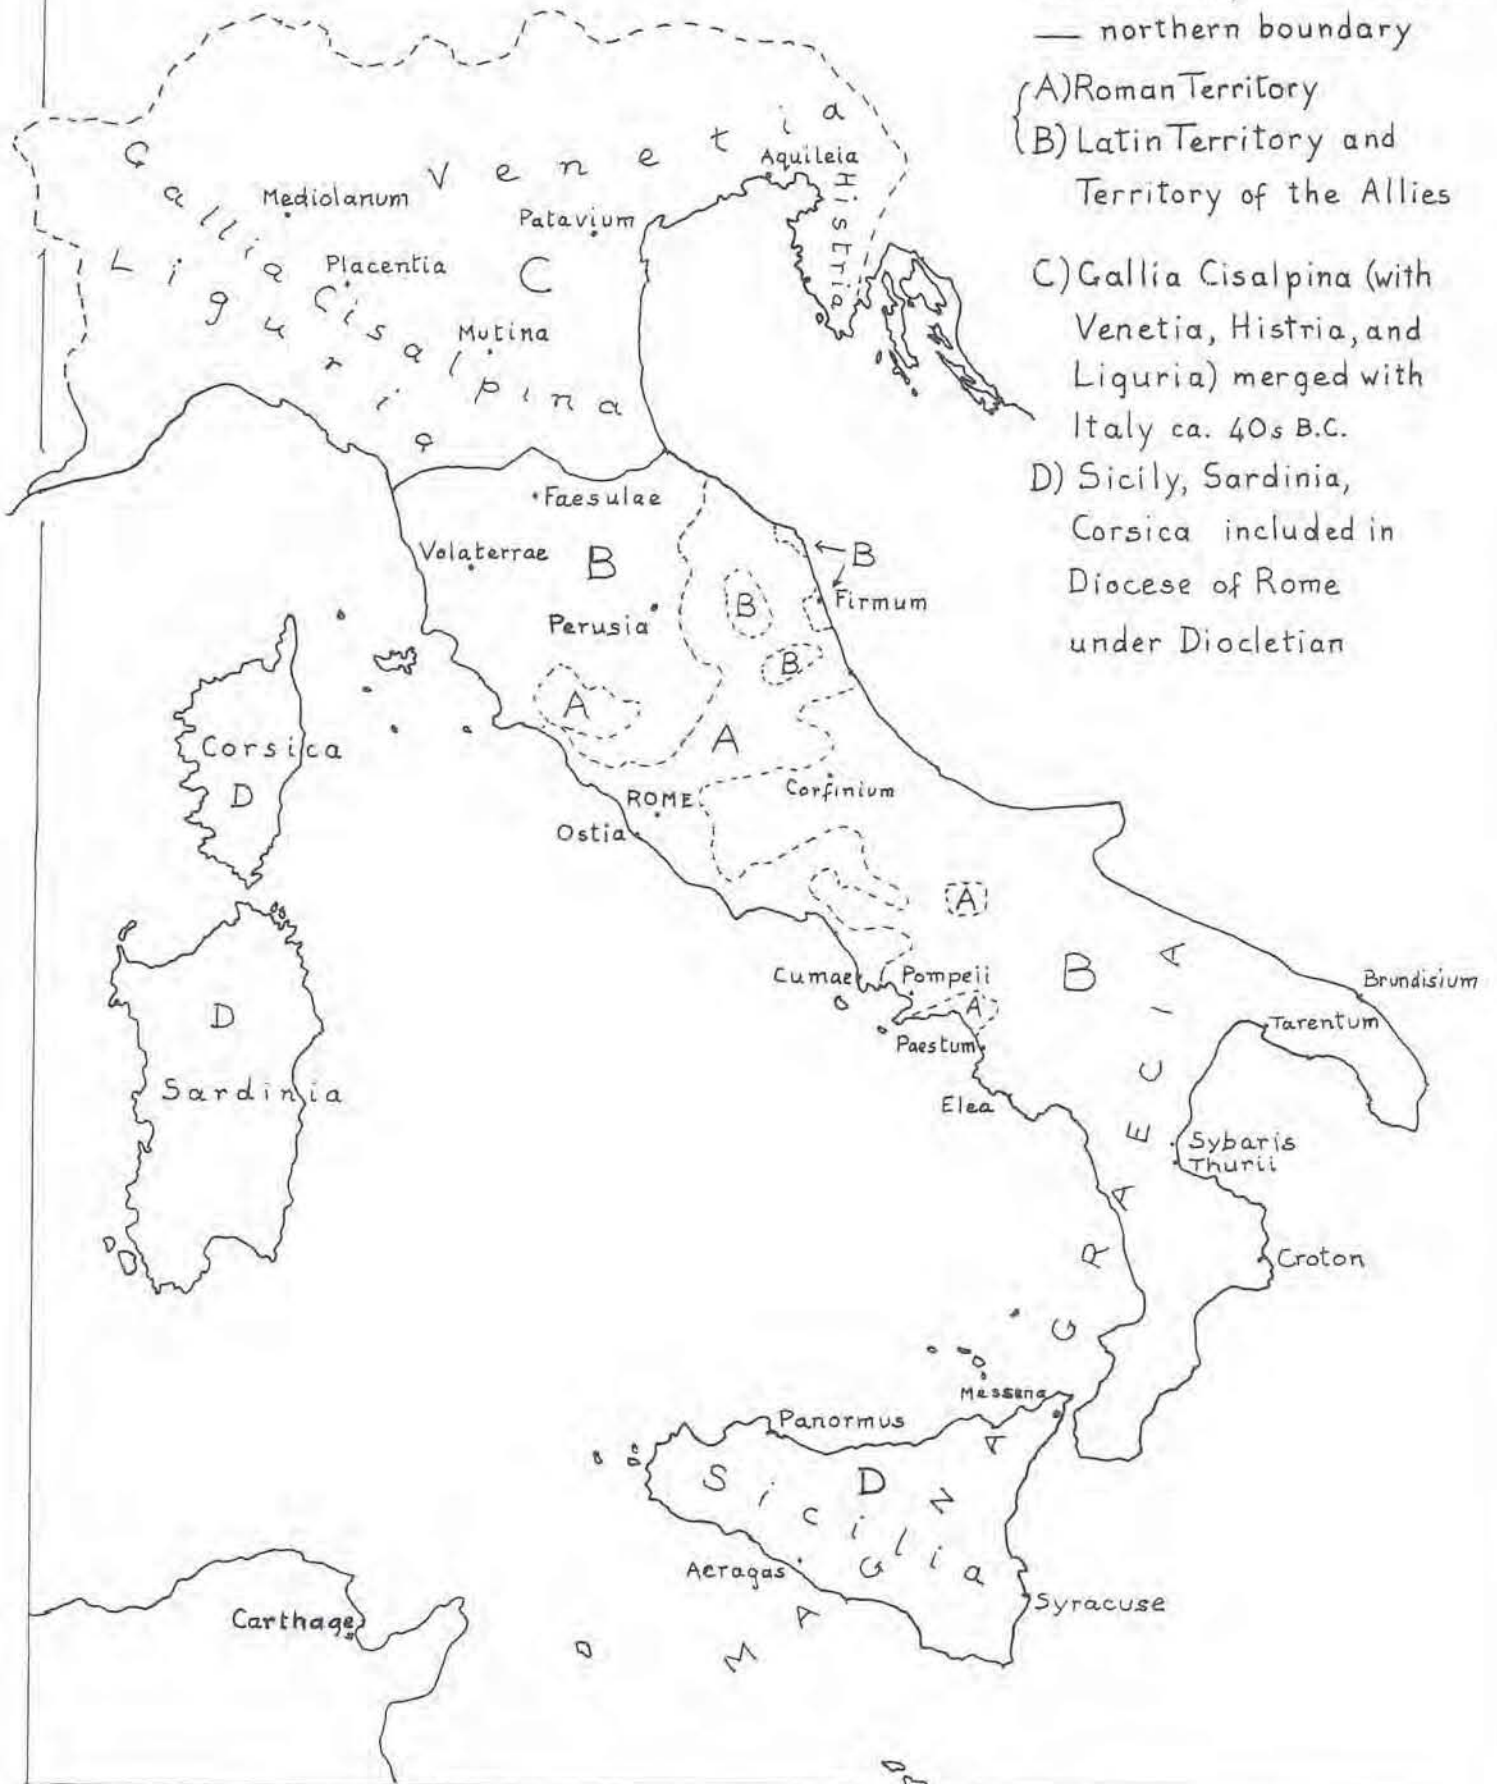 — northern boundary
A) Roman Territory
B) Latin Territory and
Territory of the Allies
C) Gallia Cisalpina (with
Venetia, Histria, and
Liguria) merged with
Italy ca. 40s B.C.
D) Sicily, Sardinia,
Corsica included in
Diocese of Rome
under Diocletian
Venetia
Aquileia
Histria
Gallia Cisalpina
Mediolanum
Patavium
Liguria
Placentia
C
Mutina
Faesulae
Volaterrae
B
B
B
Firmum
Perusia
B
A
A
Corsica
D
Corfinium
ROME
Ostia
A
D
Sardinia
Cumae
Pompeii
A
B
Brundisium
Tarentum
Paestum
Elea
Sybaris
Thurii
Croton
MAGNA GRAECIA
Messana
Panormus
D
Sicilia
Acragas
Syracuse
Carthage